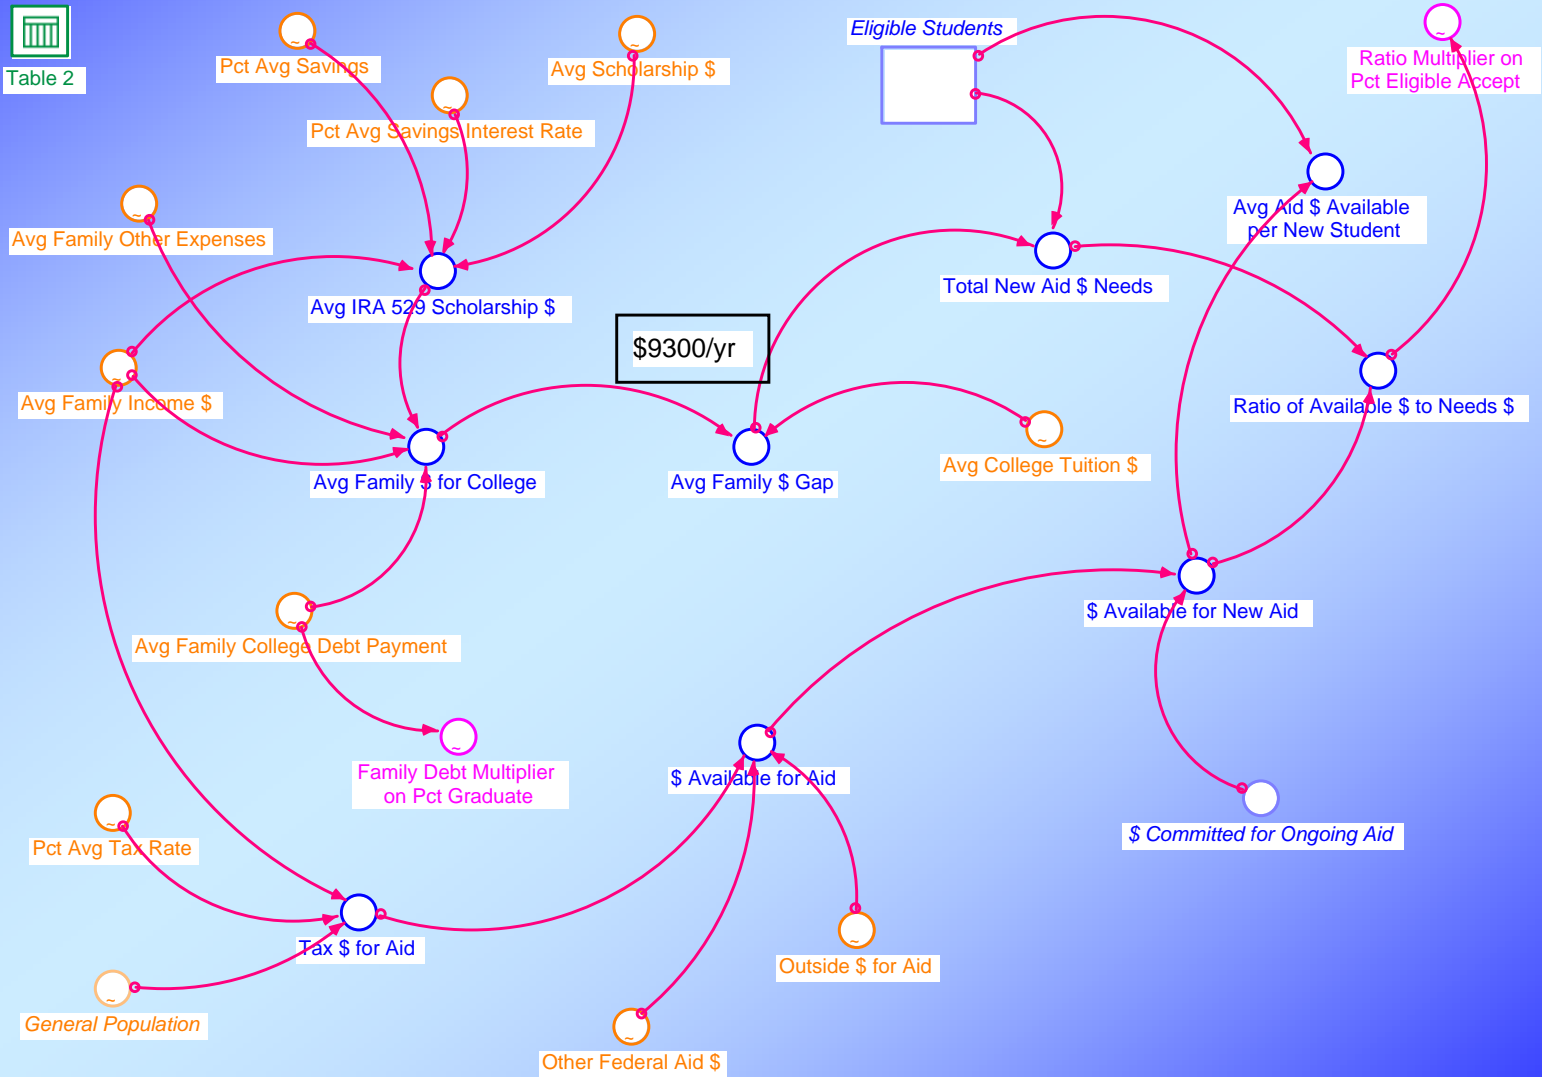 Table 2
Pct Avg Savings
Avg Scholarship $
Eligible Students
Ratio Multiplier on
Pct Eligible Accept
Pct Avg Savings Interest Rate
Avg Family Other Expenses
Avg Aid $ Available
per New Student
Avg IRA 529 Scholarship $
Total New Aid $ Needs
$9300/yr
Avg Family Income $
Ratio of Available $ to Needs $
Avg Family $ for College
Avg Family $ Gap
Avg College Tuition $
$ Available for New Aid
Avg Family College Debt Payment
Family Debt Multiplier
on Pct Graduate
$ Available for Aid
$ Committed for Ongoing Aid
Pct Avg Tax Rate
Tax $ for Aid
Outside $ for Aid
General Population
Other Federal Aid $